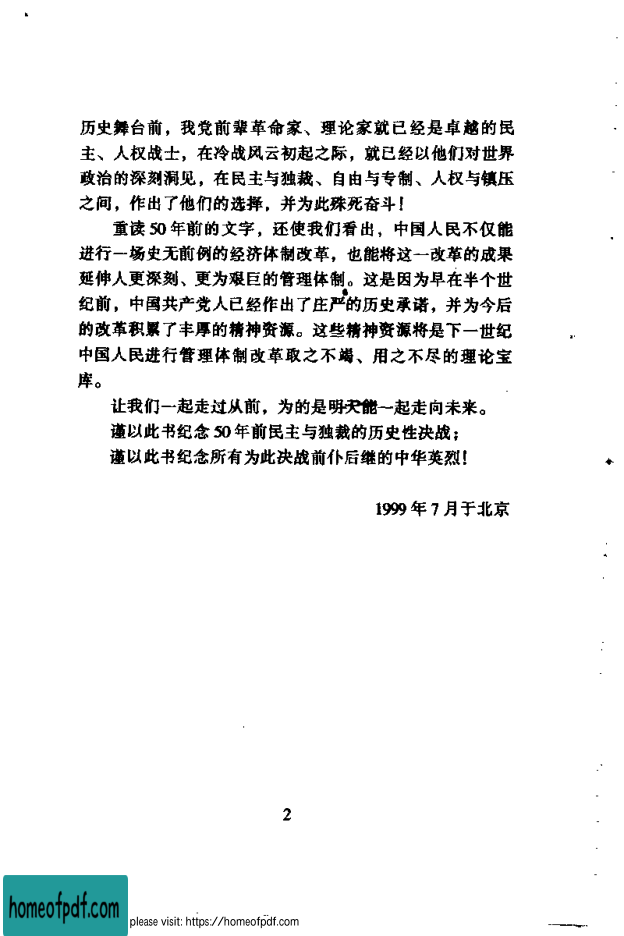 历史舞台前，我党前辈革命家、理论家就已经是卓越的民
主、人权战士，在冷战风云初起之际，就已经以他们对世界
政治的深刻洞见，在民主与独裁、自由与专制、人权与镇压
之间，作出了他们的选择，并为此殊死奋斗！
重读50年前的文字，还使我们看出，中国人民不仅能
进行一场史无前例的经济体制改革，也能将这一改革的成果
延伸人更深刻、更为艰巨的管理体制。这是因为早在半个世
纪前，中国共产党人已经作出了庄严的历史承诺，并为今后
的改革积累了丰厚的精神资源。这些精神资源将是下一世纪
中国人民进行管理体制改革取之不竭、用之不尽的理论宝
库。
让我们一起走过从前，为的是明天能一起走向未来。
谨以此书纪念50年前民主与独裁的历史性决战；
谨以此书纪念所有为此决战前仆后继的中华英烈！
1999年7月于北京
2
homeofpdf.com
please visit: https://homeofpdf.com